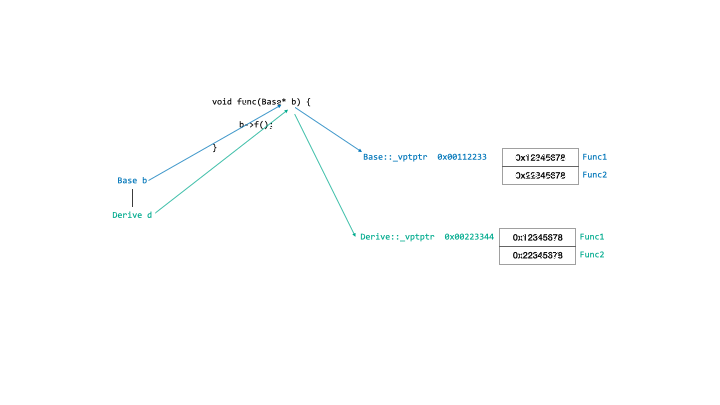 void func(Base* b) {
b->f();
}
Base b
Derive d
Base::_vptptr 0x00112233
0x12345678 Func1
0x22345678 Func2
Derive::_vptptr 0x00223344
0x12345678 Func1
0x22345678 Func2